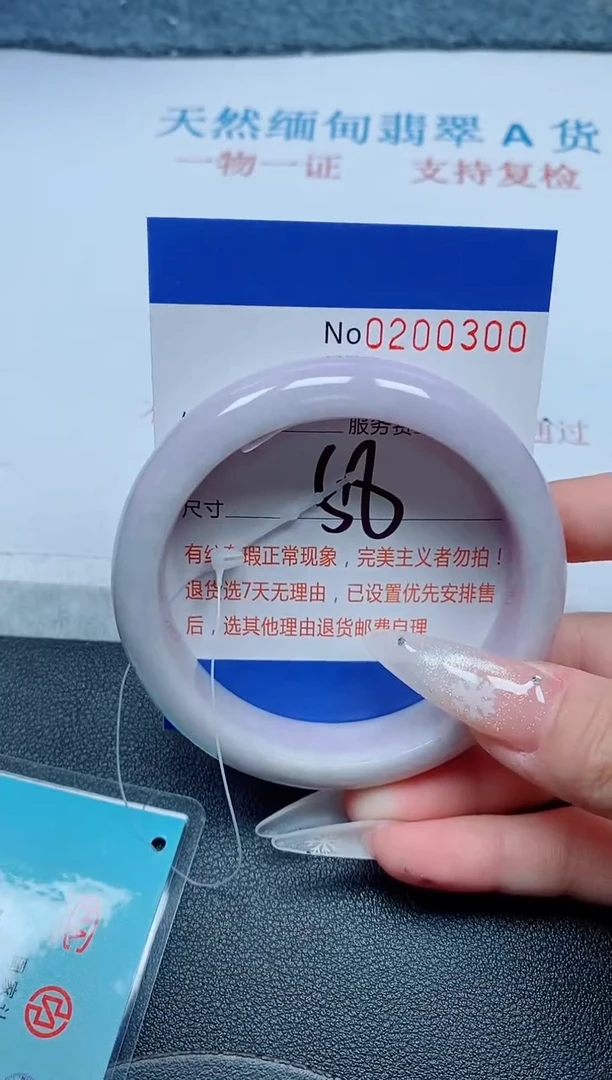 天然缅甸翡翠 A 货
一物一证 支持复检
No0200300
服务费
通过
尺寸 58
有纹有瑕正常现象，完美主义者勿拍！
退货选7天无理由，已设置优先安排售
后，选其他理由退货邮费自理